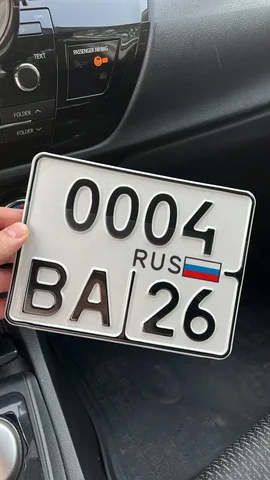 PASSENGER AIRBAG
TEXT
FOLDER
FOLDER
0004
RUS
ВА 26